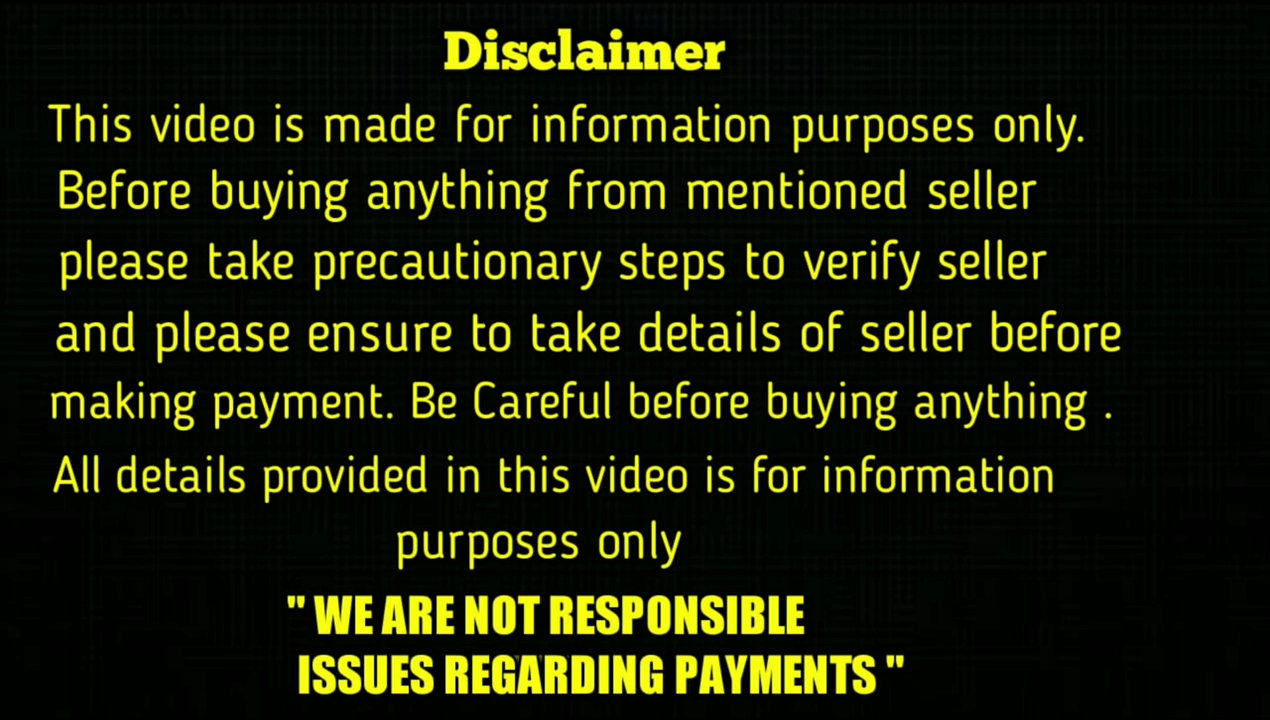 Disclaimer
This video is made for information purposes only.
Before buying anything from mentioned seller
please take precautionary steps to verify seller
and please ensure to take details of seller before
making payment. Be Careful before buying anything .
All details provided in this video is for information
purposes only
" WE ARE NOT RESPONSIBLE
ISSUES REGARDING PAYMENTS "